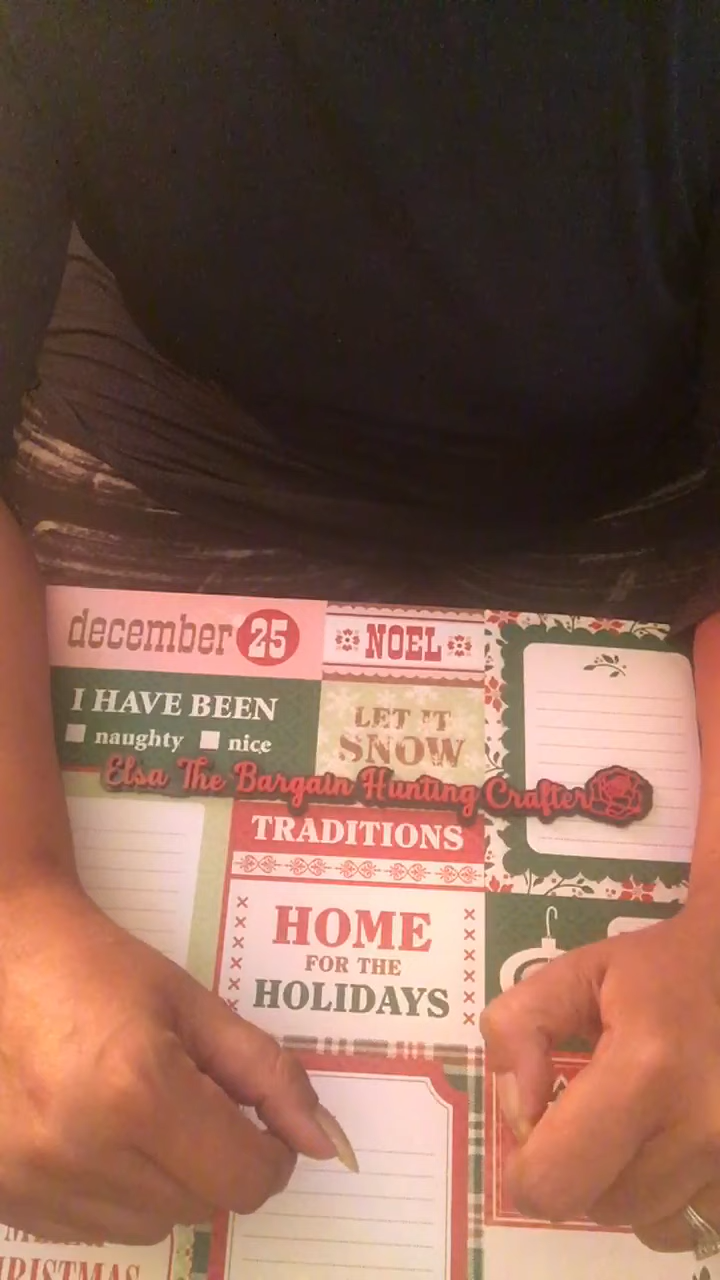 december 25
NOEL
I HAVE BEEN
naughty nice
LET IT
SNOW
Elsa The Bargain Hunting Crafter
TRADITIONS
HOME
FOR THE
HOLIDAYS